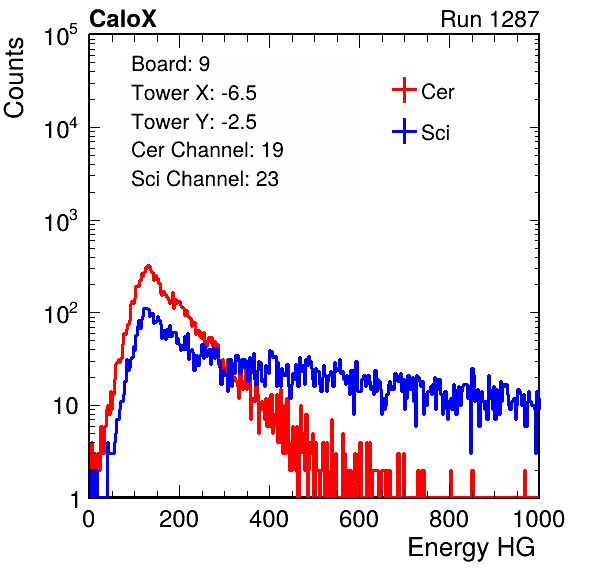 CaloX Run 1287
Counts
10^5
10^4
10^3
10^2
10
1
Board: 9
Tower X: -6.5
Tower Y: -2.5
Cer Channel: 19
Sci Channel: 23
Cer
Sci
0 200 400 600 800 1000
Energy HG